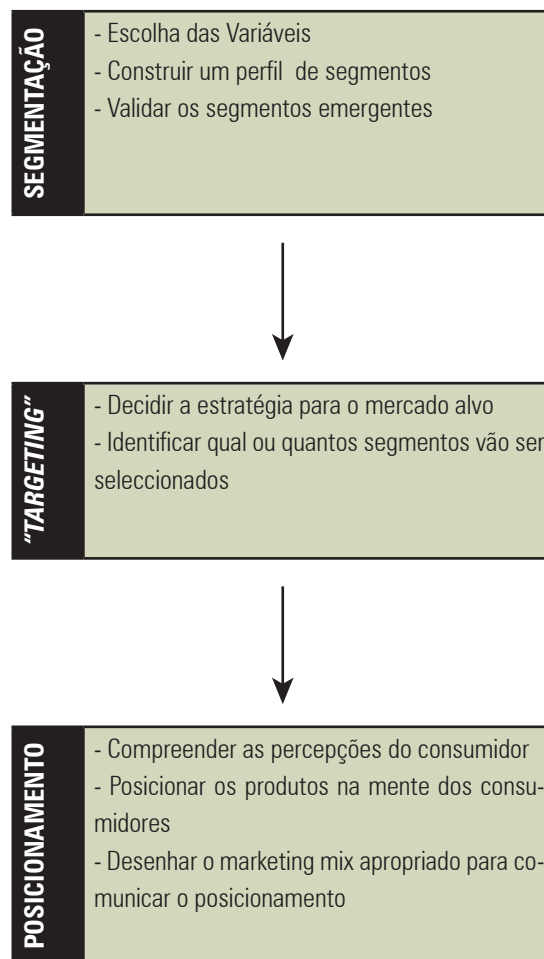 SEGMENTAÇÃO
- Escolha das Variáveis
- Construir um perfil de segmentos
- Validar os segmentos emergentes
"TARGETING"
- Decidir a estratégia para o mercado alvo
- Identificar qual ou quantos segmentos vão ser
seleccionados
POSICIONAMENTO
- Compreender as percepções do consumidor
- Posicionar os produtos na mente dos consu-
midores
- Desenhar o marketing mix apropriado para co-
municar o posicionamento